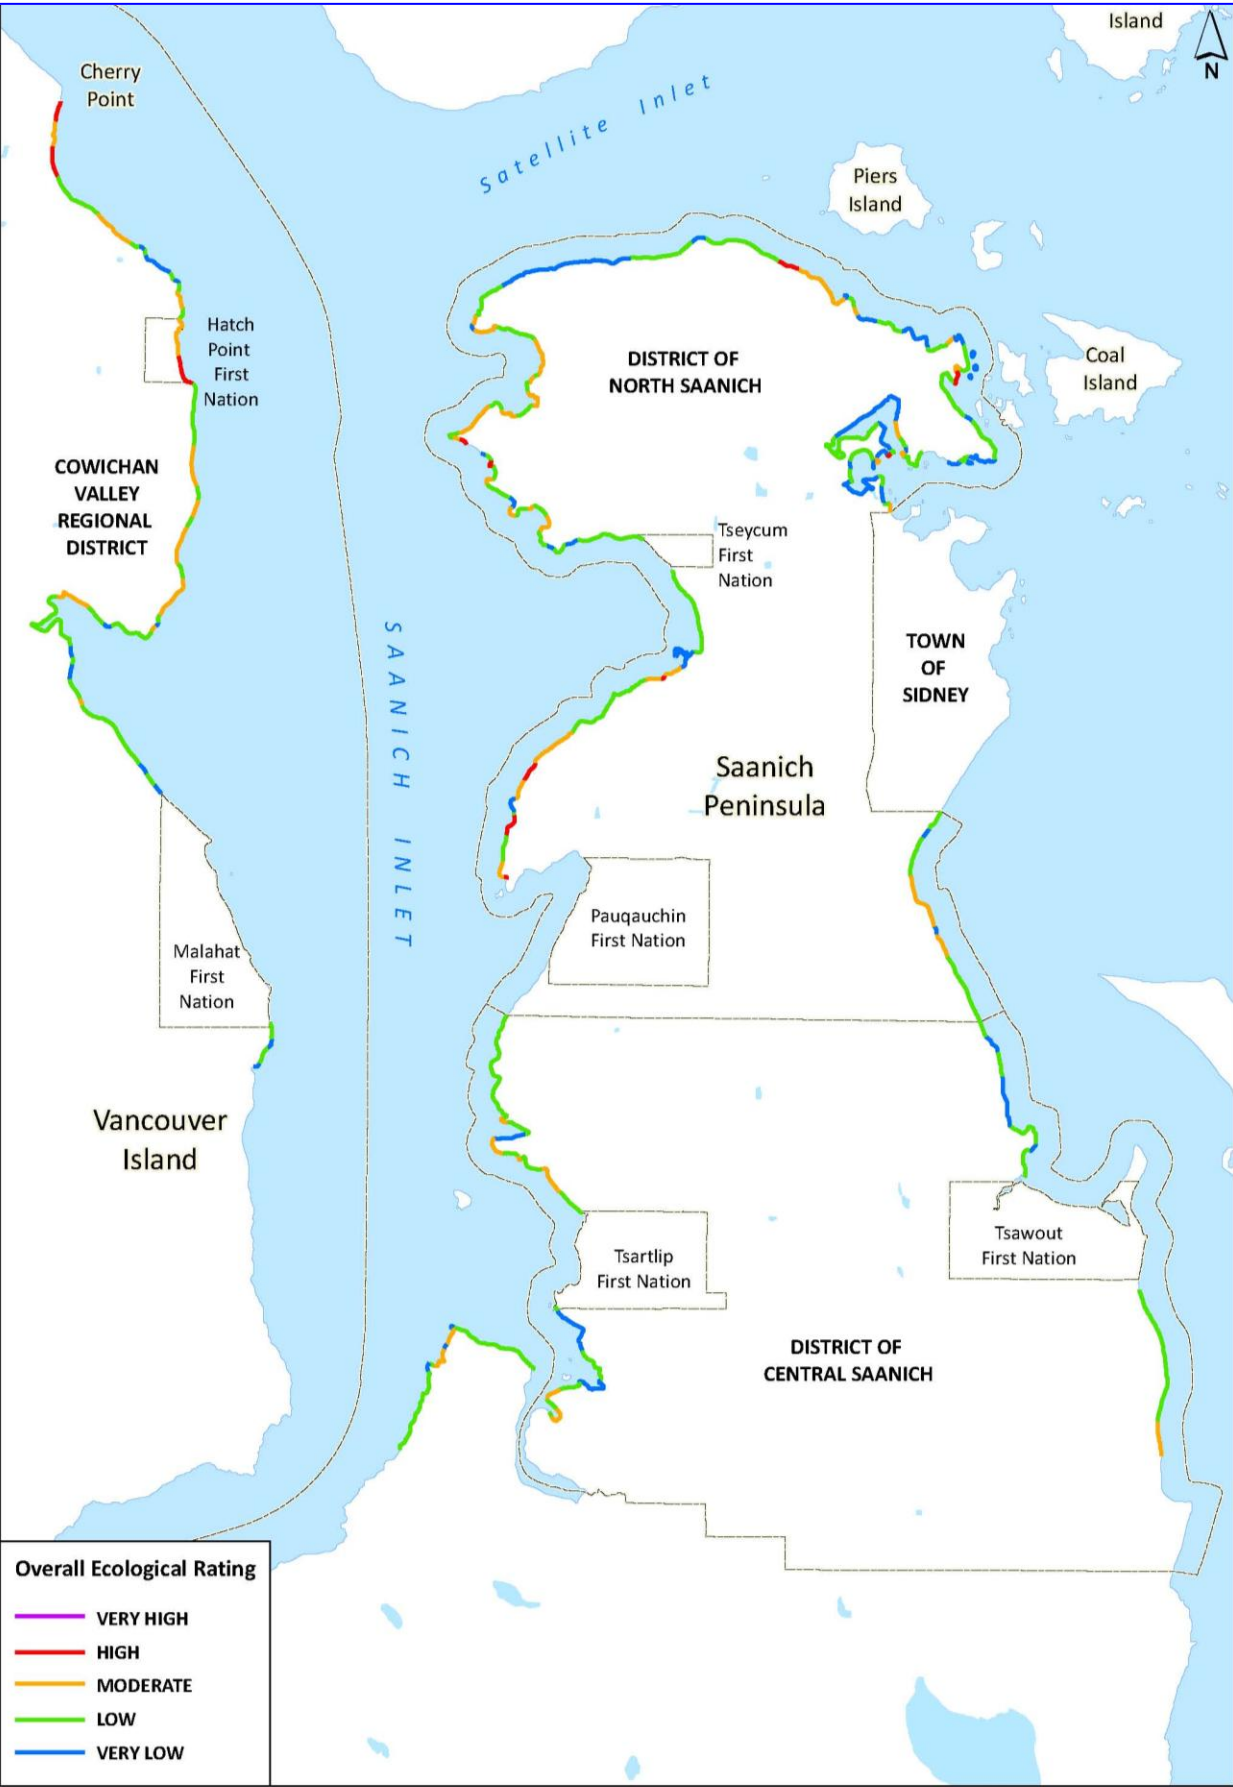 Island
N
Cherry
Point
Satellite Inlet
Piers
Island
Hatch
Point
First
Nation
DISTRICT OF
NORTH SAANICH
Coal
Island
COWICHAN
VALLEY
REGIONAL
DISTRICT
Tseycum
First
Nation
SAANICH INLET
TOWN
OF
SIDNEY
Saanich
Peninsula
Pauqauchin
First Nation
Malahat
First
Nation
Vancouver
Island
Tsawout
First Nation
Tsartlip
First Nation
DISTRICT OF
CENTRAL SAANICH
Overall Ecological Rating
VERY HIGH
HIGH
MODERATE
LOW
VERY LOW